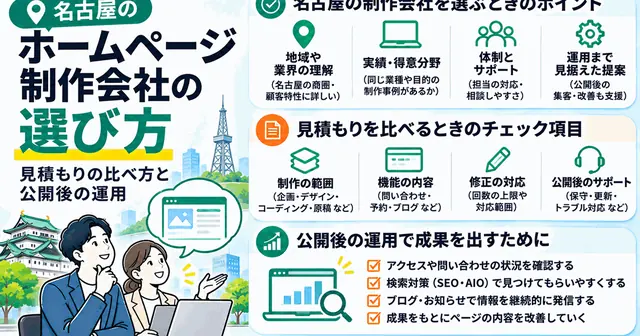 名古屋の
ホームページ
制作会社の
選び方
見積もりの比べ方と
公開後の運用
名古屋の制作会社を選ぶときのポイント
地域や
業界の理解
(名古屋の商圏・
顧客特性に詳しい)
実績・得意分野
(同じ業種や目的の
制作事例があるか)
体制と
サポート
(担当の対応・
相談しやすさ)
運用まで
見据えた提案
(公開後の
集客・改善も支援)
見積もりを比べるときのチェック項目
制作の範囲
(企画・デザイン・
コーディング・原稿 など)
機能の内容
(問い合わせ・
予約・ブログ など)
修正の対応
(回数の上限や
対応範囲)
公開後のサポート
(保守・更新・
トラブル対応 など)
公開後の運用で成果を出すために
アクセスや問い合わせの状況を確認する
検索対策(SEO・AIO)で見つけてもらいやすくする
ブログ・お知らせで情報を継続的に発信する
成果をもとにページの内容を改善していく